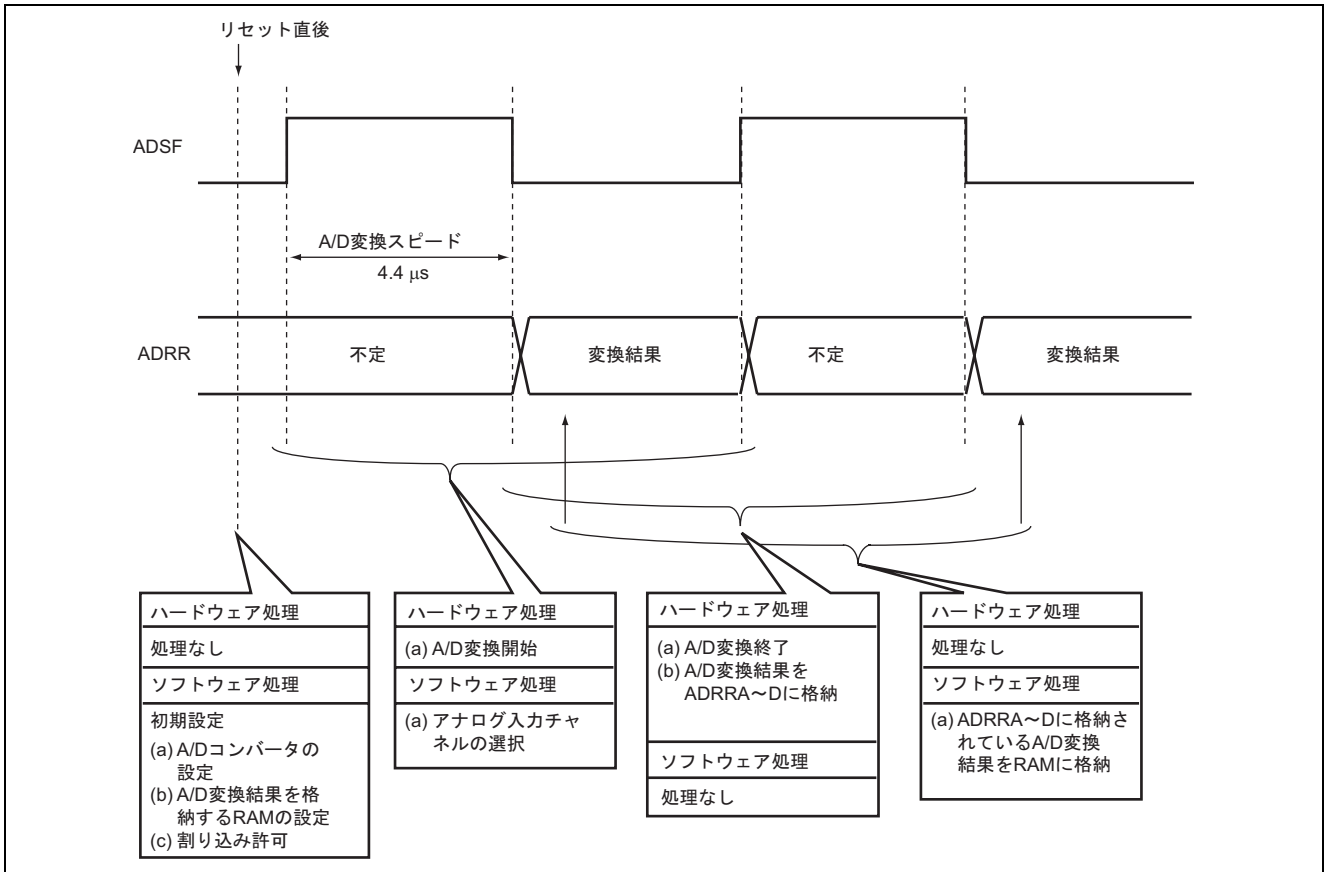 リセット直後
ADSF
A/D変換スピード
4.4 μs
ADRR
不定
変換結果
不定
変換結果
ハードウェア処理
処理なし
ソフトウェア処理
初期設定
(a) A/Dコンバータの
設定
(b) A/D変換結果を格
納するRAMの設定
(c) 割り込み許可
ハードウェア処理
(a) A/D変換開始
ソフトウェア処理
(a) アナログ入力チャ
ネルの選択
ハードウェア処理
(a) A/D変換終了
(b) A/D変換結果を
ADRRA～Dに格納
ソフトウェア処理
処理なし
ハードウェア処理
処理なし
ソフトウェア処理
(a) ADRRA～Dに格納さ
れているA/D変換
結果をRAMに格納